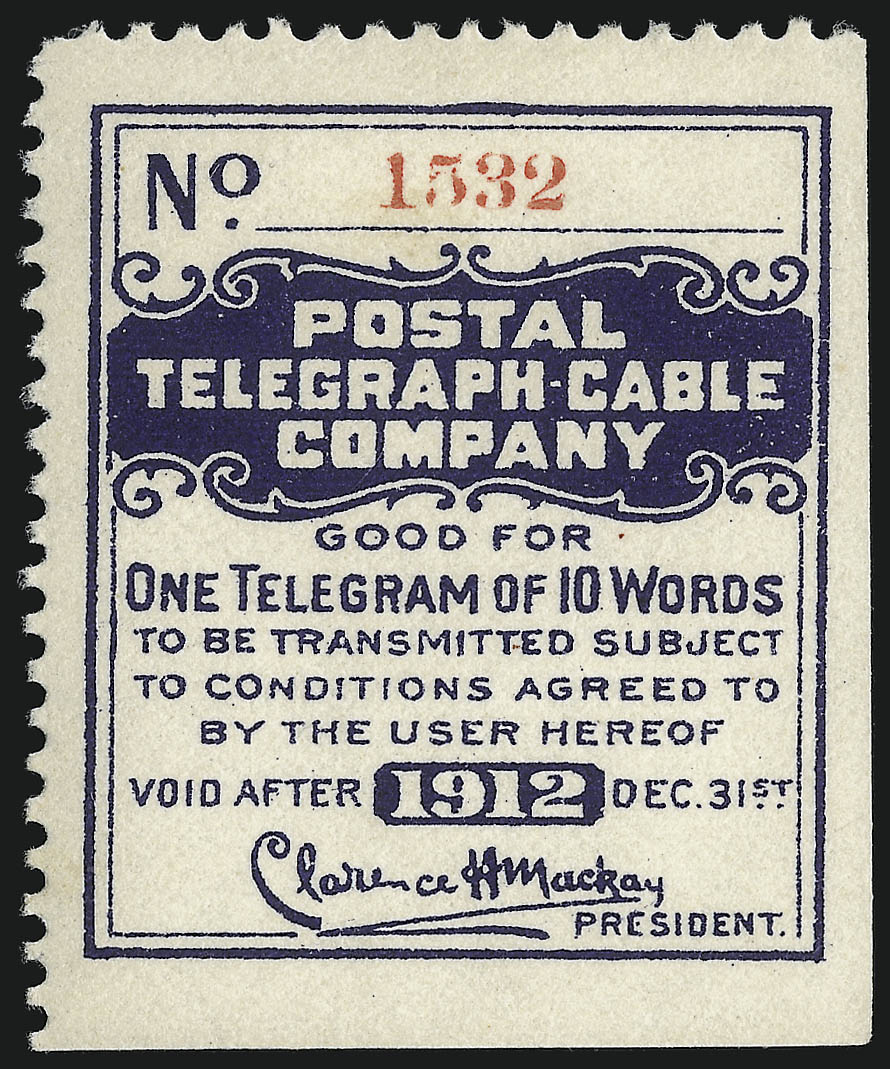 No. 1532
POSTAL
TELEGRAPH-CABLE
COMPANY
GOOD FOR
ONE TELEGRAM OF 10 WORDS
TO BE TRANSMITTED SUBJECT
TO CONDITIONS AGREED TO
BY THE USER HEREOF
VOID AFTER 1912 DEC. 31ST
Clarence H Mackay
PRESIDENT.